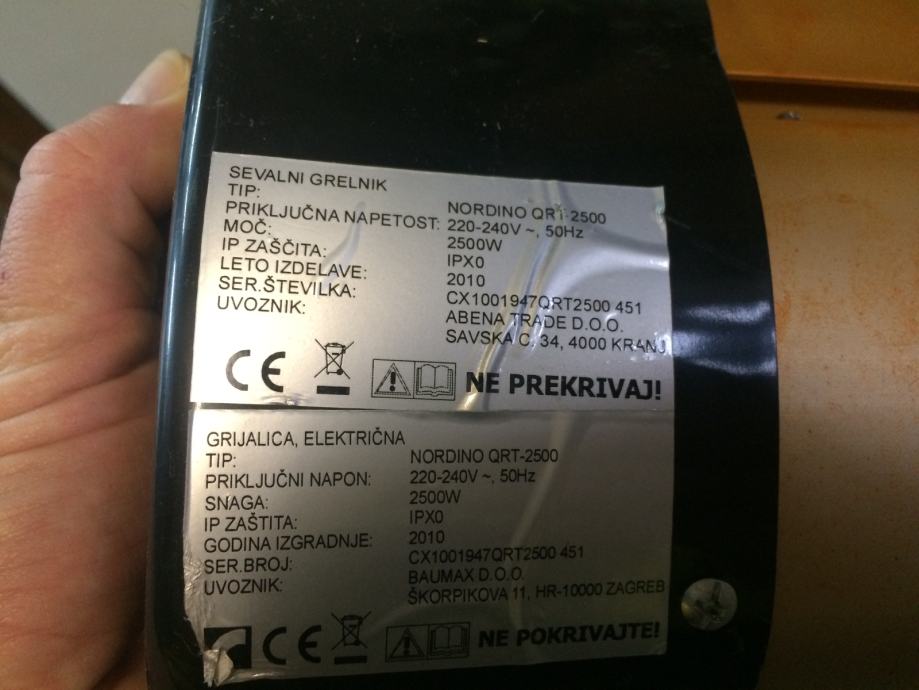 SEVALNI GRELNIK
TIP: NORDINO QRT-2500
PRIKLJUČNA NAPETOST: 220-240V ~, 50Hz
MOČ: 2500W
IP ZAŠČITA: IPX0
LETO IZDELAVE: 2010
SER.ŠTEVILKA: CX1001947QRT2500 451
UVOZNIK: ABENA TRADE D.O.O.
SAVSKA C. 34, 4000 KRANJ
CE NE PREKRIVAJ!
GRIJALICA, ELEKTRIČNA
TIP: NORDINO QRT-2500
PRIKLJUČNI NAPON: 220-240V ~, 50Hz
SNAGA: 2500W
IP ZAŠTITA: IPX0
GODINA IZGRADNJE: 2010
SER.BROJ: CX1001947QRT2500 451
UVOZNIK: BAUMAX D.O.O.
ŠKORPIKOVA 11, HR-10000 ZAGREB
CE NE POKRIVAJTE!